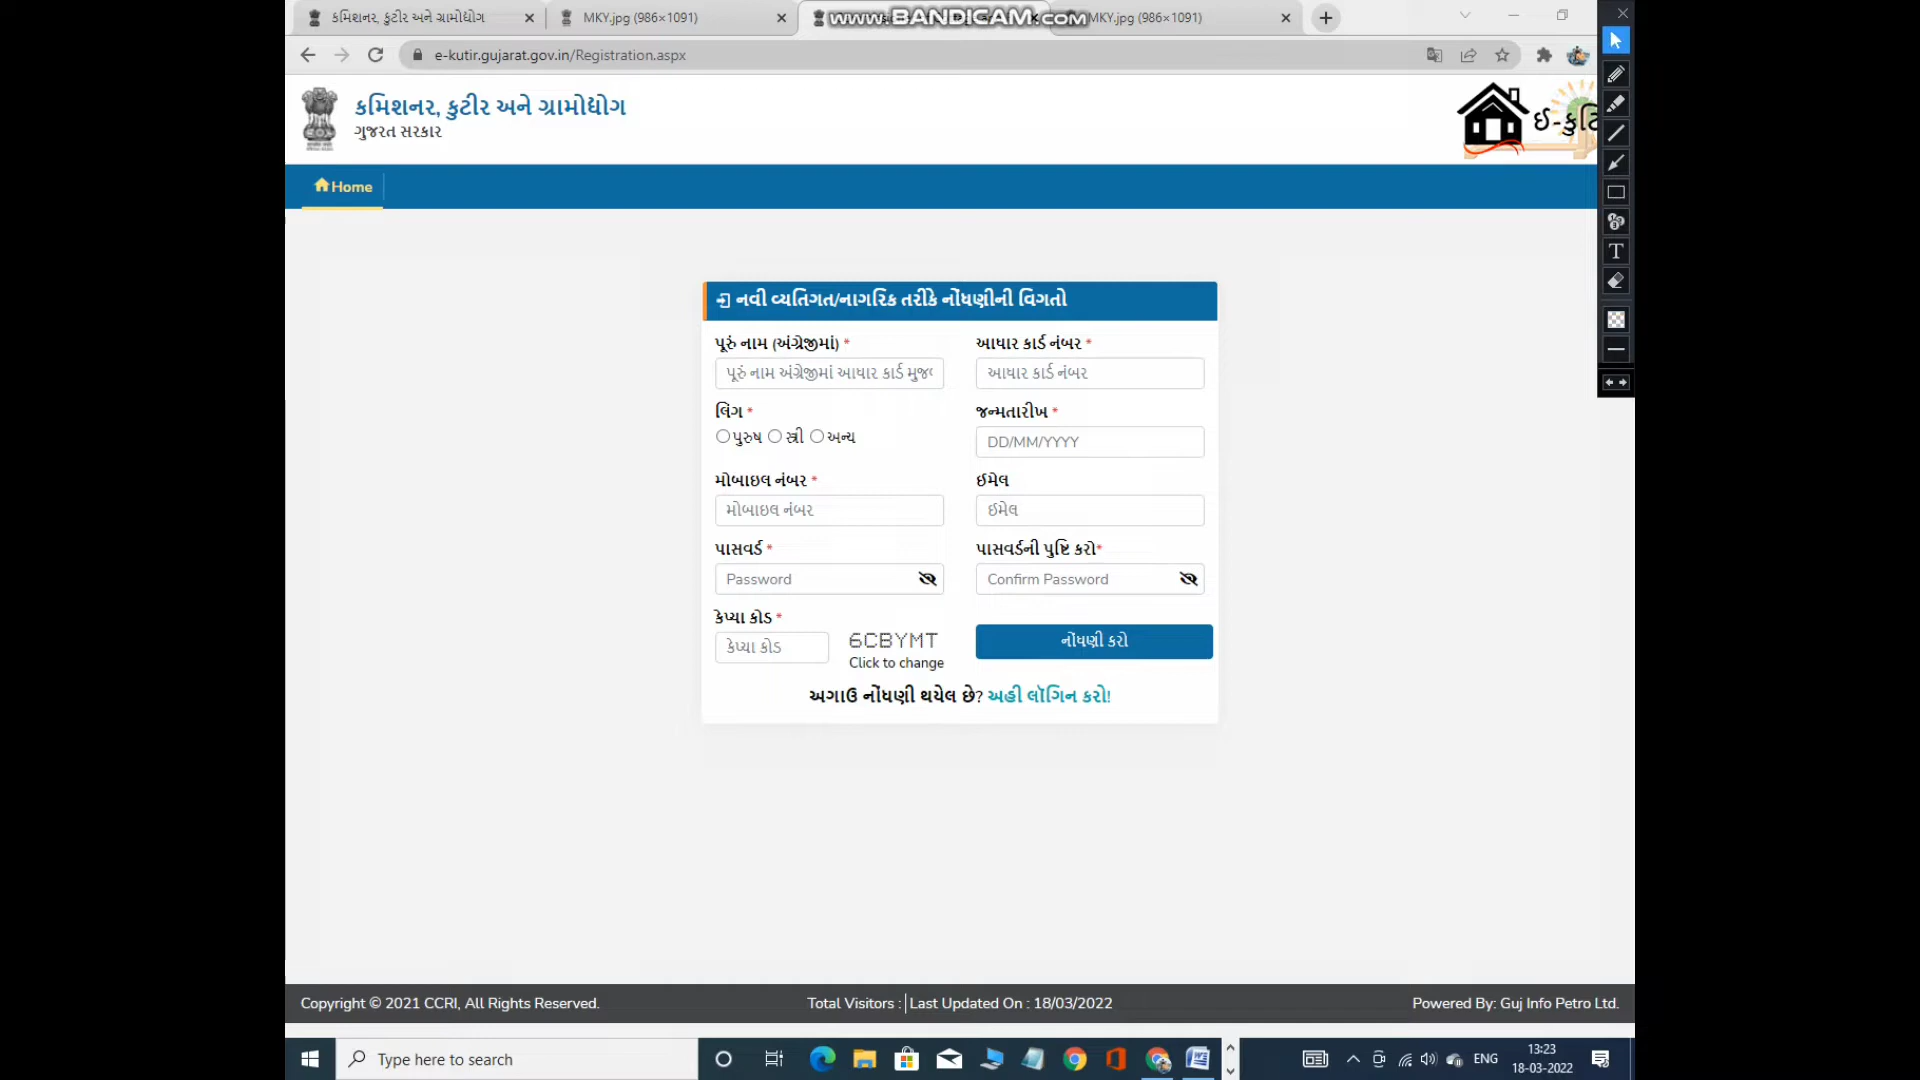 કમિશનર, કુટીર અને ગ્રામોદ્યોગ
MKY.jpg (986×1091)
www.BANDICAM.com
MKY.jpg (986×1091)
e-kutir.gujarat.gov.in/Registration.aspx
કમિશનર, કુટીર અને ગ્રામોદ્યોગ
ગુજરાત સરકાર
Home
નવી વ્યતિગત/નાગરિક તરીકે નોંધણીની વિગતો
પૂરું નામ (અંગ્રેજીમાં) *
આધાર કાર્ડ નંબર *
પૂરું નામ અંગ્રેજીમાં આધાર કાર્ડ
આધાર કાર્ડ નંબર
લિંગ *
જન્મતારીખ *
પુરુષ સ્ત્રી અન્ય
DD/MM/YYYY
મોબાઇલ નંબર *
ઈમેલ
મોબાઇલ નંબર
ઈમેલ
પાસવર્ડ *
પાસવર્ડની પુષ્ટિ કરો*
Password
Confirm Password
કેપ્ચા કોડ *
કેપ્ચા કોડ
6CBYMT
Click to change
નોંધણી કરો
અગાઉ નોંધણી થયેલ છે? અહી લૉગિન કરો!
Copyright © 2021 CCRI, All Rights Reserved.
Total Visitors : | Last Updated On : 18/03/2022
Powered By: Guj Info Petro Ltd.
Type here to search
ENG
13:23
18-03-2022